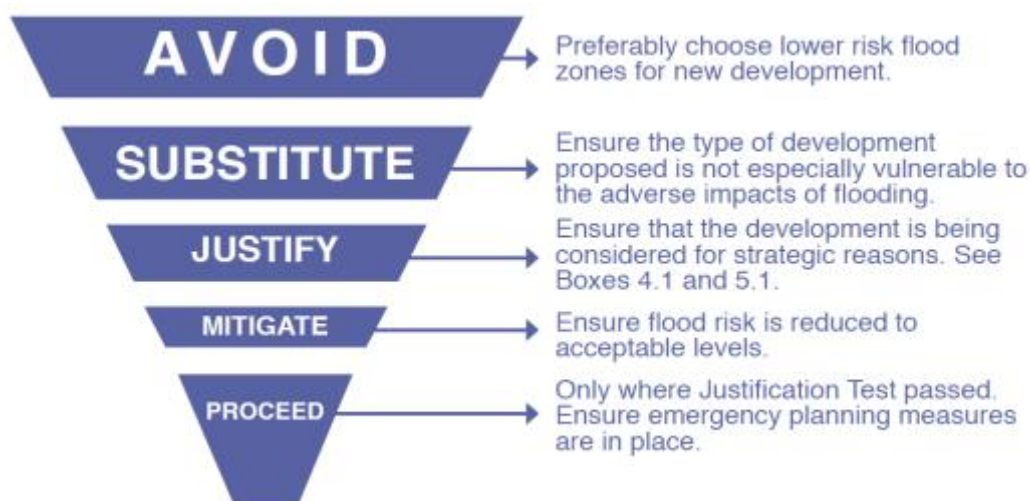 AVOID
Preferably choose lower risk flood
zones for new development.
SUBSTITUTE
Ensure the type of development
proposed is not especially vulnerable to
the adverse impacts of flooding.
JUSTIFY
Ensure that the development is being
considered for strategic reasons. See
Boxes 4.1 and 5.1.
MITIGATE
Ensure flood risk is reduced to
acceptable levels.
PROCEED
Only where Justification Test passed.
Ensure emergency planning measures
are in place.